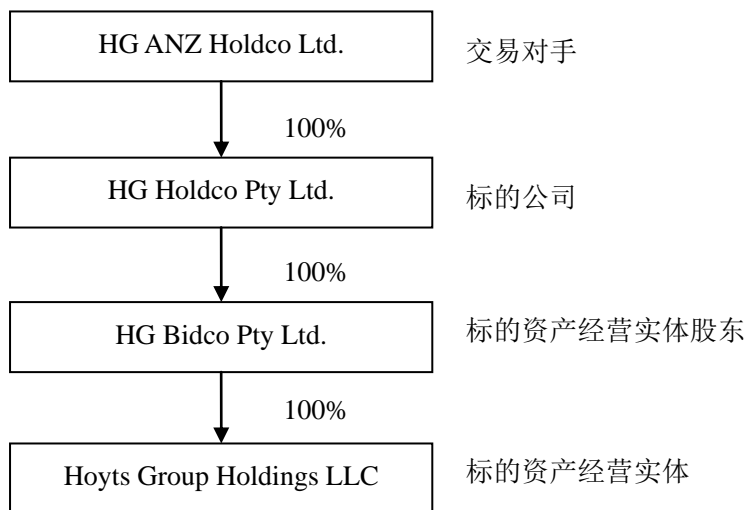 HG ANZ Holdco Ltd.
交易对手
100%
HG Holdco Pty Ltd.
标的公司
100%
HG Bidco Pty Ltd.
标的资产经营实体股东
100%
Hoyts Group Holdings LLC
标的资产经营实体